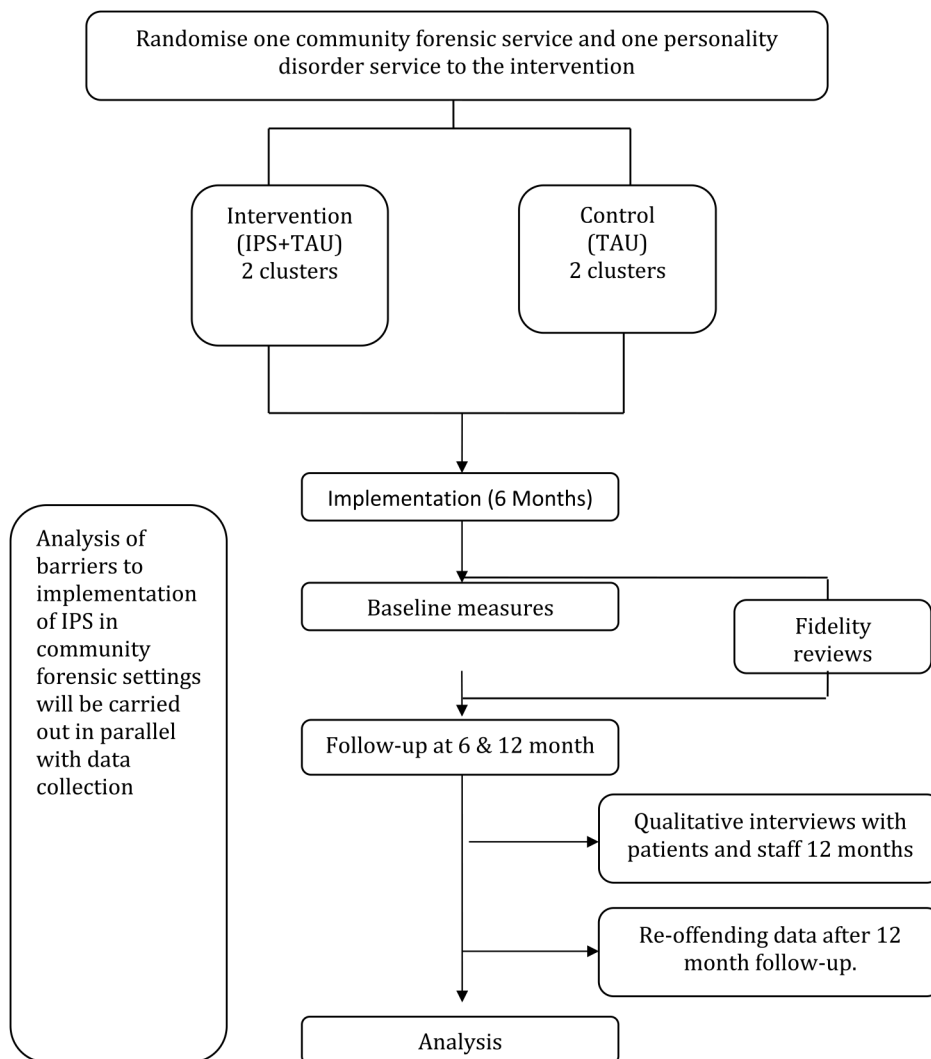 Randomise one community forensic service and one personality
disorder service to the intervention
Intervention
(IPS+TAU)
2 clusters
Control
(TAU)
2 clusters
Implementation (6 Months)
Analysis of
barriers to
implementation
of IPS in
community
forensic settings
will be carried
out in parallel
with data
collection
Baseline measures
Fidelity
reviews
Follow-up at 6 & 12 month
Qualitative interviews with
patients and staff 12 months
Re-offending data after 12
month follow-up.
Analysis